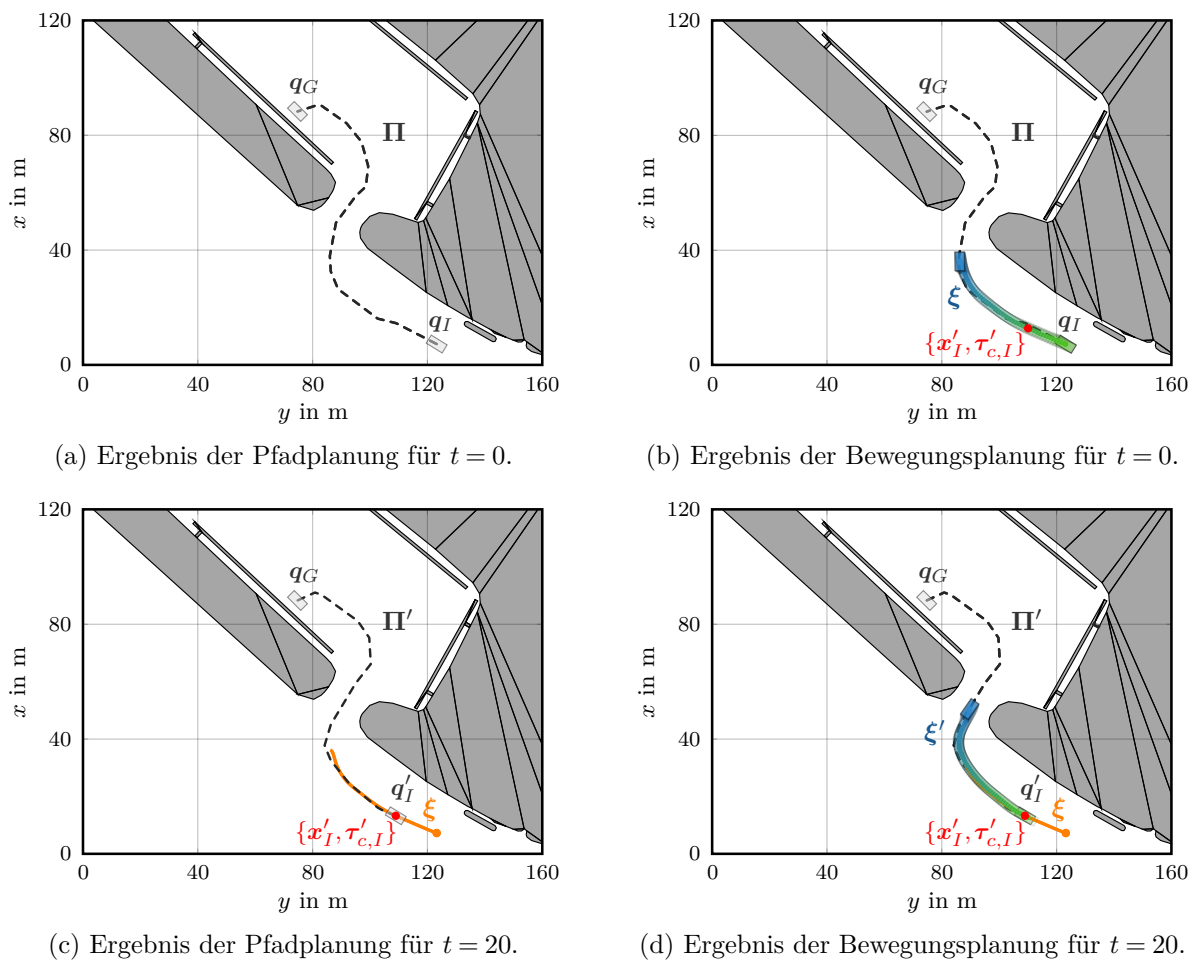 120
80
40
0
0
40
80
120
160
x in m
y in m
q_G
Π
q_I
(a) Ergebnis der Pfadplanung für t = 0.
120
80
40
0
0
40
80
120
160
x in m
y in m
q_G
Π
ξ
q_I
{x′_I, τ′_{c,I}}
(b) Ergebnis der Bewegungsplanung für t = 0.
120
80
40
0
0
40
80
120
160
x in m
y in m
q_G
Π′
q′_I
ξ
{x′_I, τ′_{c,I}}
(c) Ergebnis der Pfadplanung für t = 20.
120
80
40
0
0
40
80
120
160
x in m
y in m
q_G
Π′
ξ′
q′_I
ξ
{x′_I, τ′_{c,I}}
(d) Ergebnis der Bewegungsplanung für t = 20.